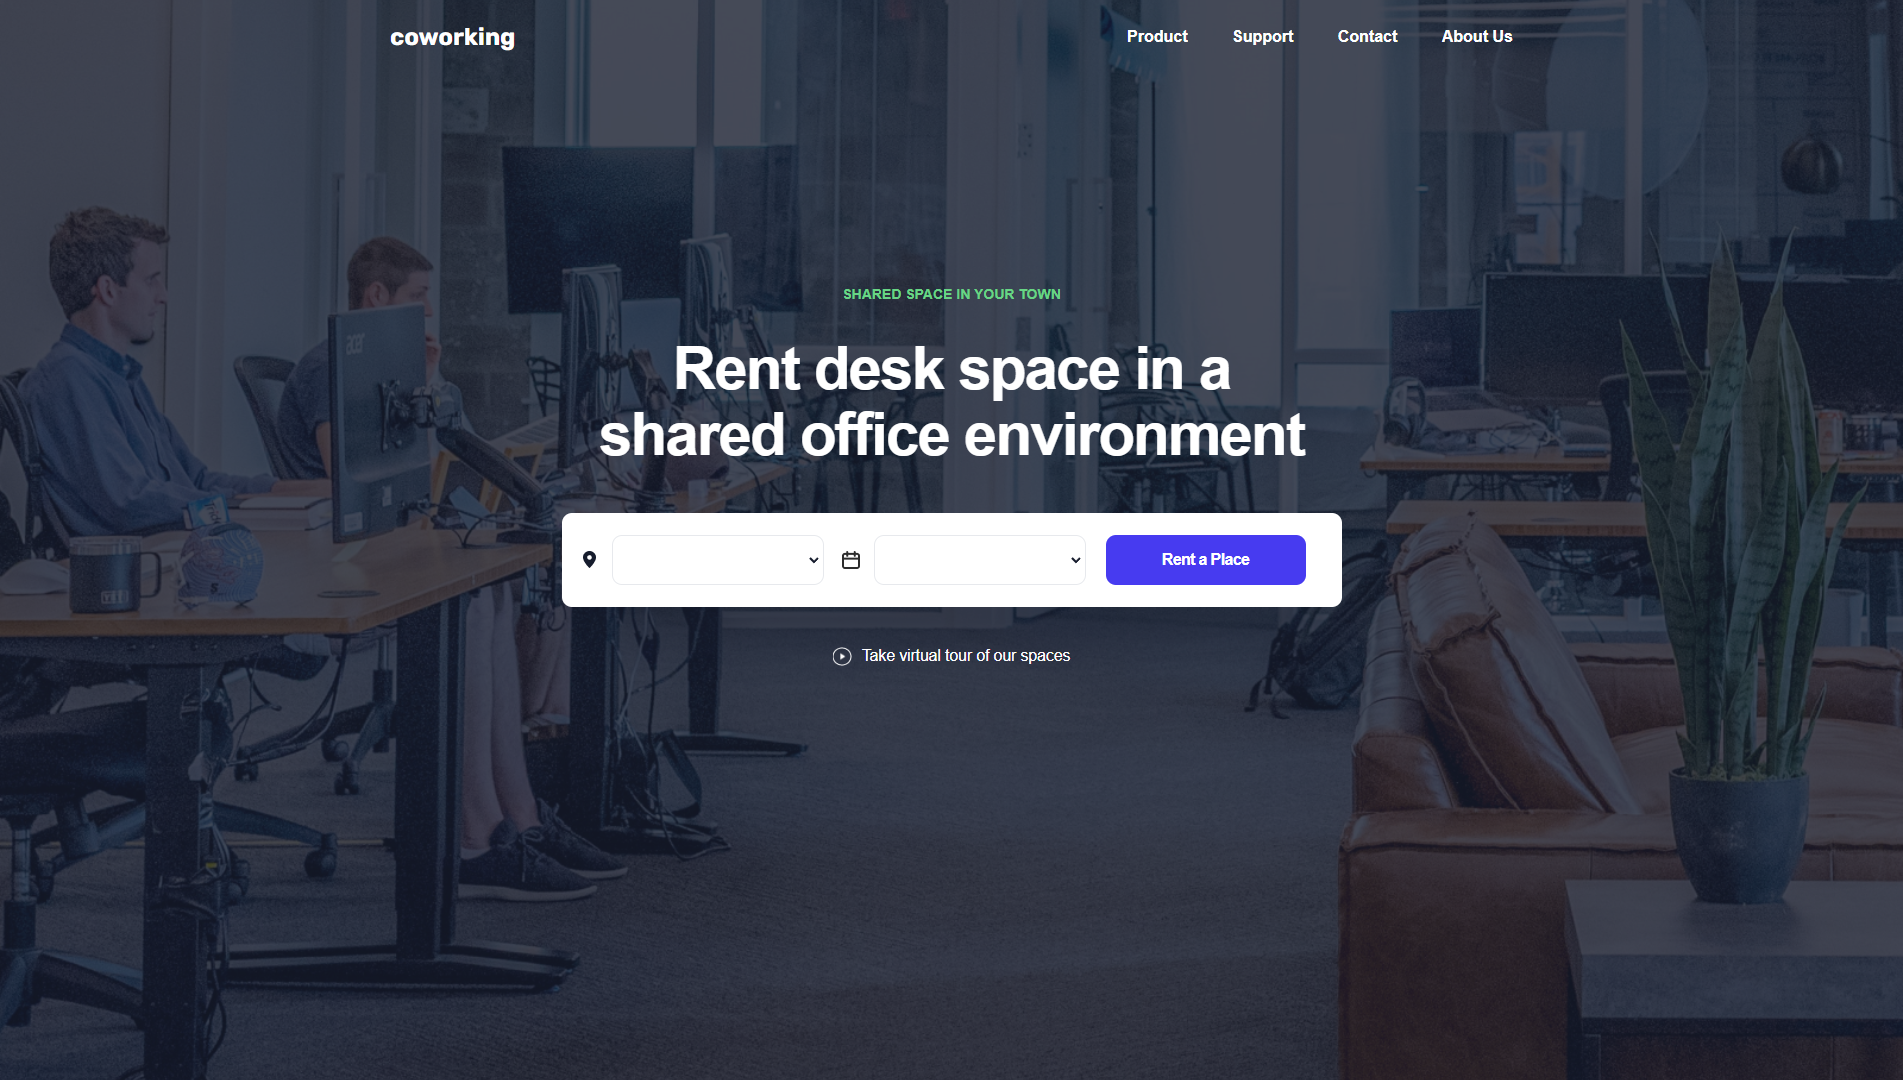 coworking
Product
Support
Contact
About Us
SHARED SPACE IN YOUR TOWN
Rent desk space in a
shared office environment
Rent a Place
Take virtual tour of our spaces
acer